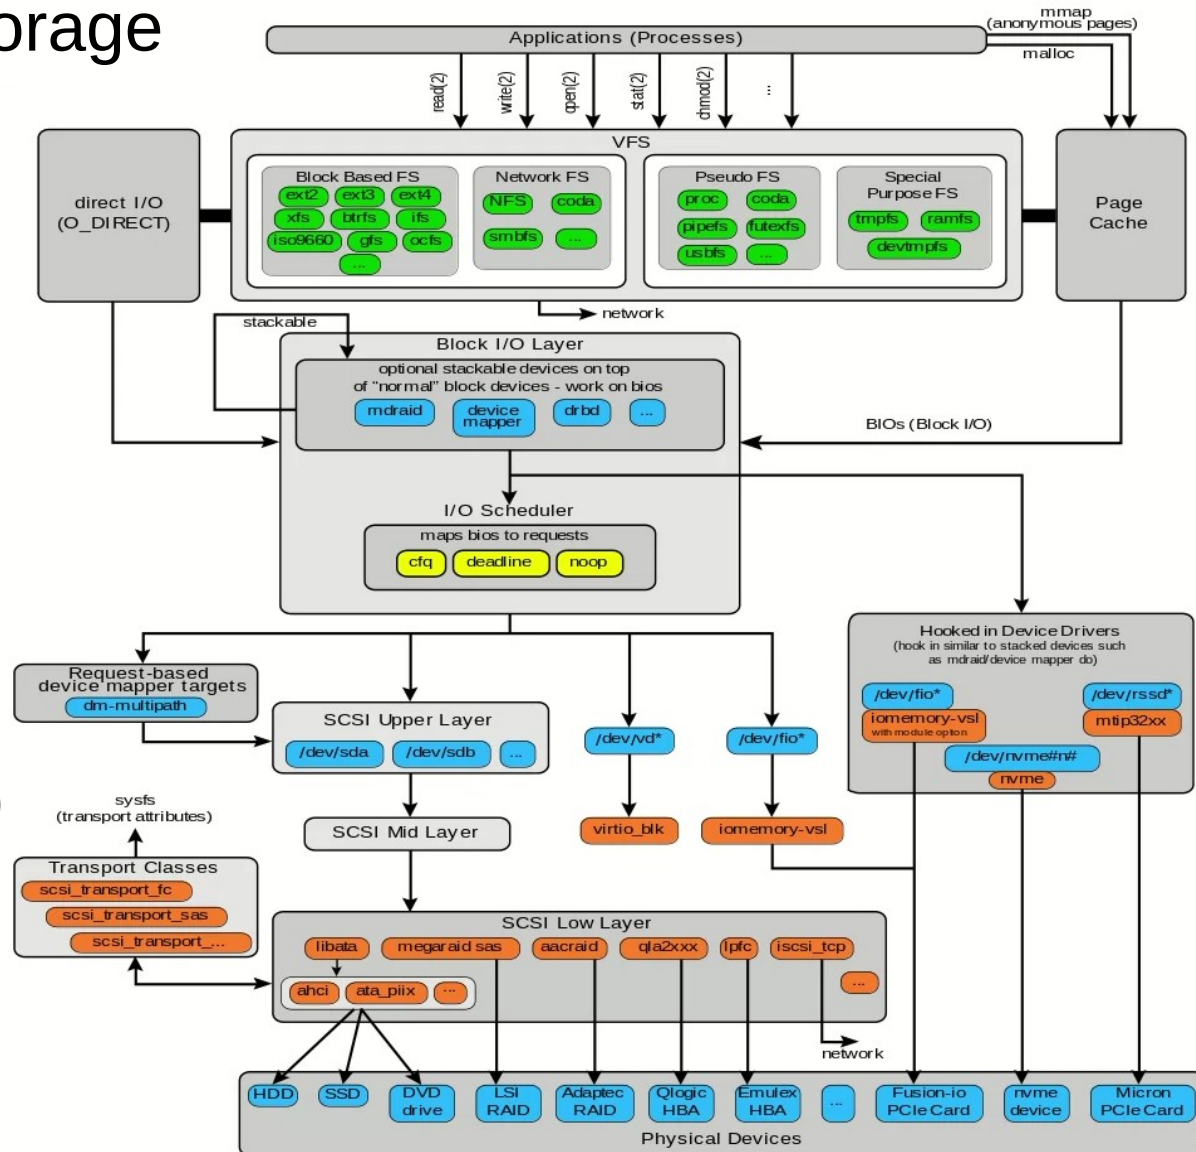 orage
mmap
(anonymous pages)
malloc
Applications (Processes)
read(2)
write(2)
open(2)
stat(2)
chmod(2)
...
direct I/O
(O_DIRECT)
VFS
Block Based FS
ext2 ext3 ext4
xfs btrfs ifs
iso9660 gfs ocfs
...
Network FS
NFS coda
smbfs ...
Pseudo FS
proc coda
pipefs futexfs
usbfs ...
Special
Purpose FS
tmpfs ramfs
devtmpfs
Page
Cache
network
stackable
Block I/O Layer
optional stackable devices on top
of "normal" block devices - work on bios
mdraid device mapper drbd ...
BIOs (Block I/O)
I/O Scheduler
maps bios to requests
cfq deadline noop
Request-based
device mapper targets
dm-multipath
SCSI Upper Layer
/dev/sda /dev/sdb ...
/dev/vd*
/dev/fio*
Hooked in Device Drivers
(hook in similar to stacked devices such
as mdraid/device mapper do)
/dev/fio* /dev/rssd*
iomemory-vsl mtip32xx
with module option
/dev/nvme#n#
nvme
sysfs
(transport attributes)
SCSI Mid Layer
virtio_blk
iomemory-vsl
Transport Classes
scsi_transport_fc
scsi_transport_sas
scsi_transport_...
SCSI Low Layer
libata megaraid sas aacraid qla2xxx lpfc iscsi_tcp
ahci ata_piix ... ...
network
HDD
SSD
DVD
drive
LSI
RAID
Adaptec
RAID
Qlogic
HBA
Emulex
HBA
...
Fusion-io
PCIe Card
nvme
device
Micron
PCIe Card
Physical Devices